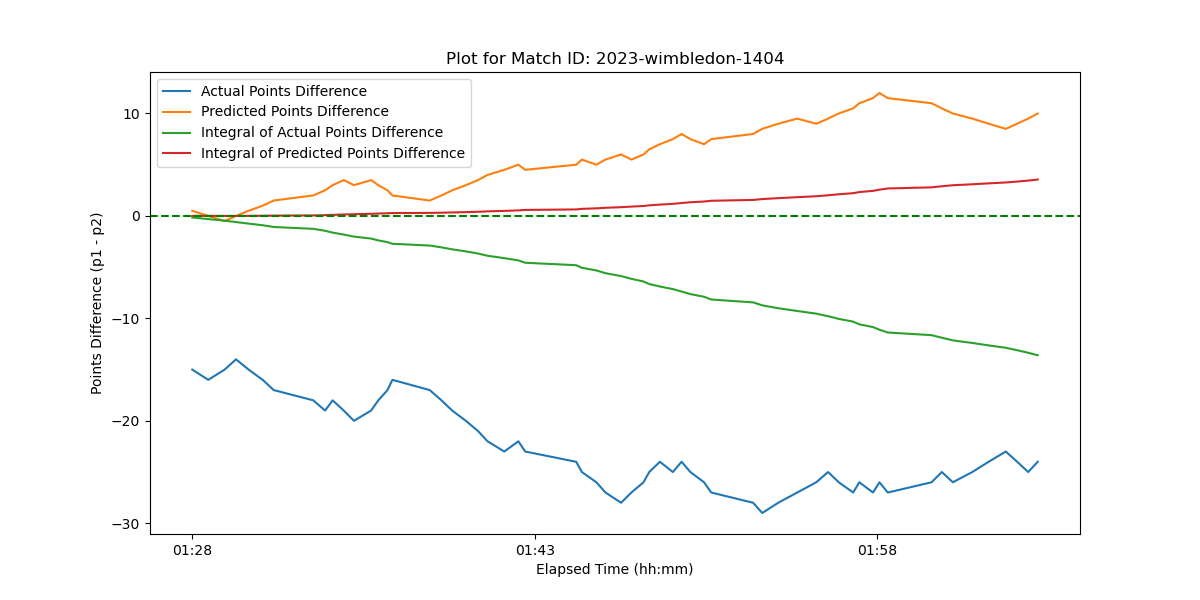 Plot for Match ID: 2023-wimbledon-1404
Actual Points Difference
Predicted Points Difference
Integral of Actual Points Difference
Integral of Predicted Points Difference
Points Difference (p1 - p2)
10
0
−10
−20
−30
01:28
01:43
01:58
Elapsed Time (hh:mm)